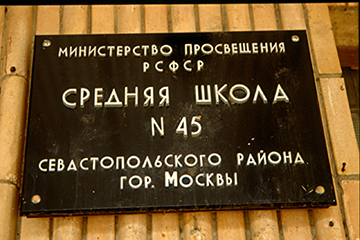 МИНИСТЕРСТВО ПРОСВЕЩЕНИЯ
РСФСР
СРЕДНЯЯ ШКОЛА
N 45
СЕВАСТОПОЛЬСКОГО РАЙОНА
ГОР. МОСКВЫ